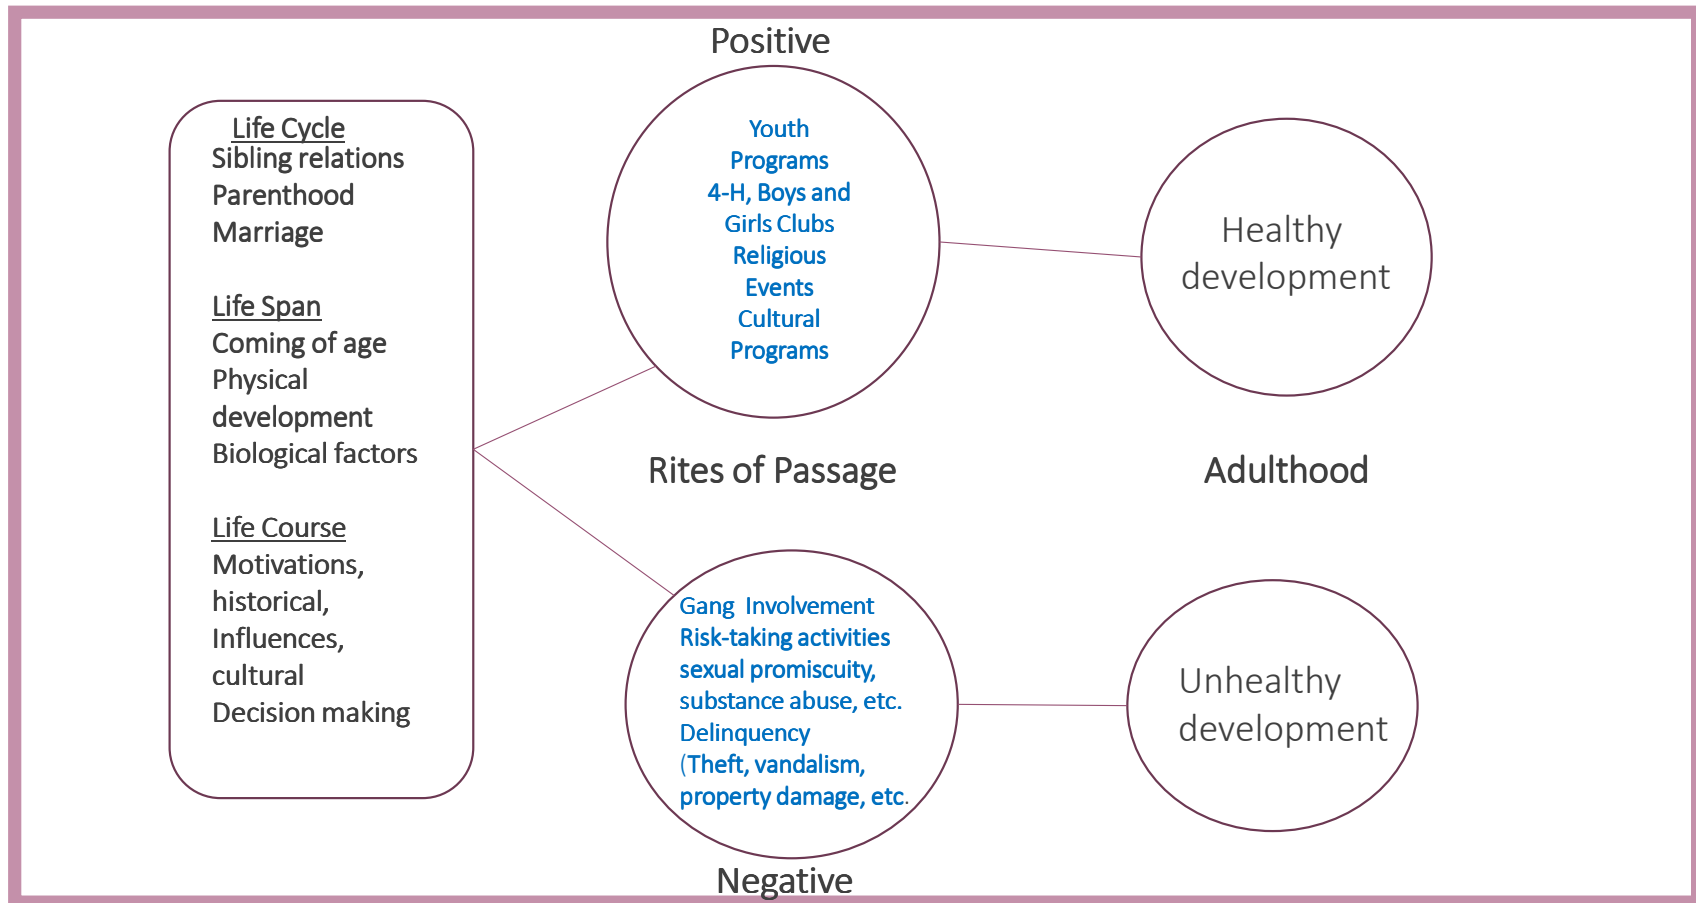 Life Cycle
Sibling relations
Parenthood
Marriage
Life Span
Coming of age
Physical
development
Biological factors
Life Course
Motivations,
historical,
Influences,
cultural
Decision making
Positive
Youth
Programs
4-H, Boys and
Girls Clubs
Religious
Events
Cultural
Programs
Rites of Passage
Gang  Involvement
Risk-taking activities
sexual promiscuity,
substance abuse, etc.
Delinquency
(Theft, vandalism,
property damage, etc.
Negative
Healthy
development
Adulthood
Unhealthy
development